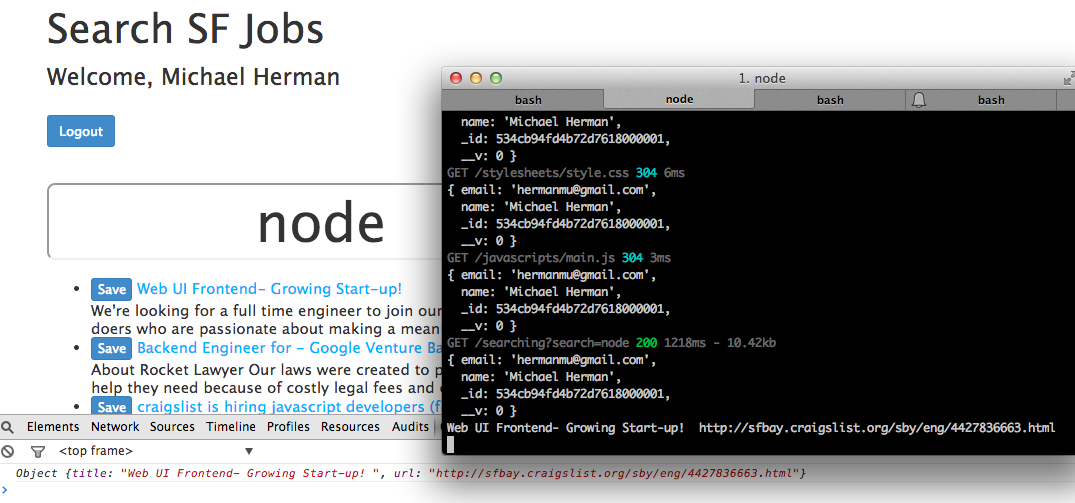 Search SF Jobs
Welcome, Michael Herman
Logout
node
Save Web UI Frontend- Growing Start-up!
We're looking for a full time engineer to join our
doers who are passionate about making a mean
Save Backend Engineer for - Google Venture Ba
About Rocket Lawyer Our laws were created to p
help they need because of costly legal fees and
Save craigslist is hiring javascript developers (f
1. node
bash node bash bash
name: 'Michael Herman',
_id: 534cb94fd4b72d7618000001,
__v: 0 }
GET /stylesheets/style.css 304 6ms
{ email: 'hermanmu@gmail.com',
name: 'Michael Herman',
_id: 534cb94fd4b72d7618000001,
__v: 0 }
GET /javascripts/main.js 304 3ms
{ email: 'hermanmu@gmail.com',
name: 'Michael Herman',
_id: 534cb94fd4b72d7618000001,
__v: 0 }
GET /searching?search=node 200 1218ms - 10.42kb
{ email: 'hermanmu@gmail.com',
name: 'Michael Herman',
_id: 534cb94fd4b72d7618000001,
__v: 0 }
Web UI Frontend- Growing Start-up!  http://sfbay.craigslist.org/sby/eng/4427836663.html
Elements Network Sources Timeline Profiles Resources Audits
<top frame>
Object {title: "Web UI Frontend- Growing Start-up! ", url: "http://sfbay.craigslist.org/sby/eng/4427836663.html"}
>